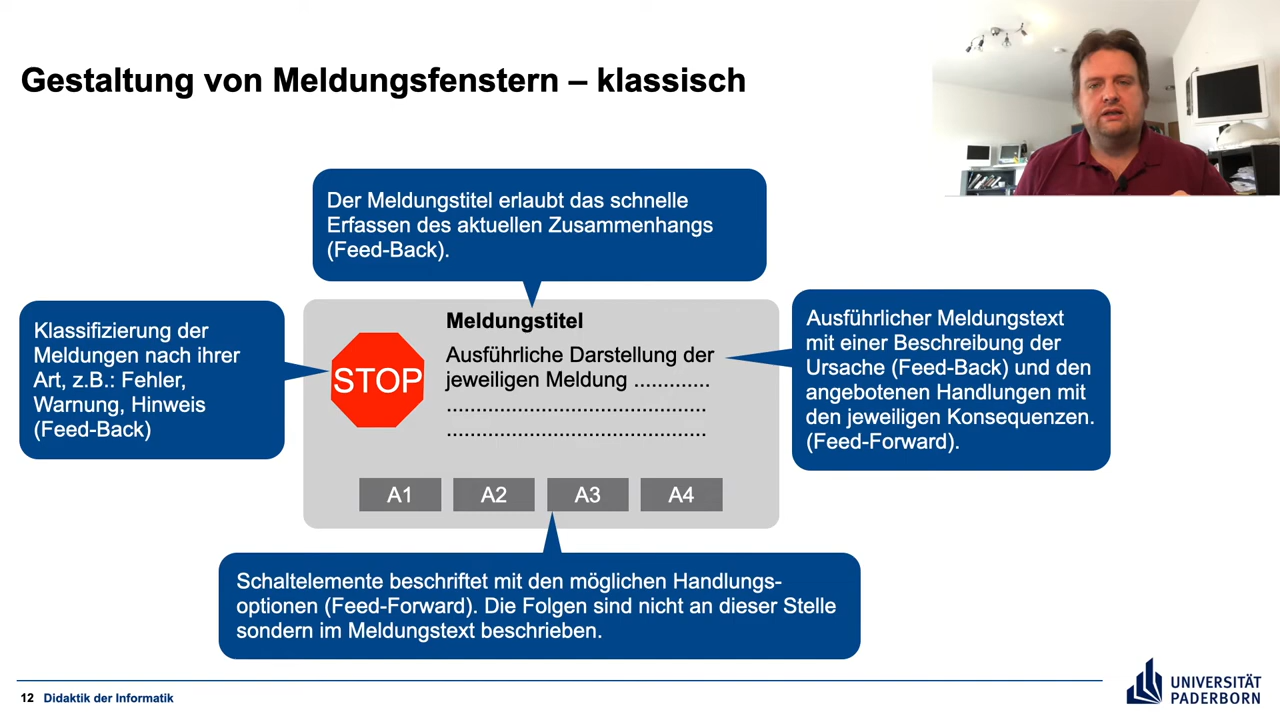 Gestaltung von Meldungsfenstern – klassisch
Der Meldungstitel erlaubt das schnelle
Erfassen des aktuellen Zusammenhangs
(Feed-Back).
Klassifizierung der
Meldungen nach ihrer
Art, z.B.: Fehler,
Warnung, Hinweis
(Feed-Back)
STOP
Meldungstitel
Ausführliche Darstellung der
jeweiligen Meldung .............
............................................
............................................
A1
A2
A3
A4
Ausführlicher Meldungstext
mit einer Beschreibung der
Ursache (Feed-Back) und den
angebotenen Handlungen mit
den jeweiligen Konsequenzen.
(Feed-Forward).
Schaltelemente beschriftet mit den möglichen Handlungs-
optionen (Feed-Forward). Die Folgen sind nicht an dieser Stelle
sondern im Meldungstext beschrieben.
12 Didaktik der Informatik
UNIVERSITÄT
PADERBORN